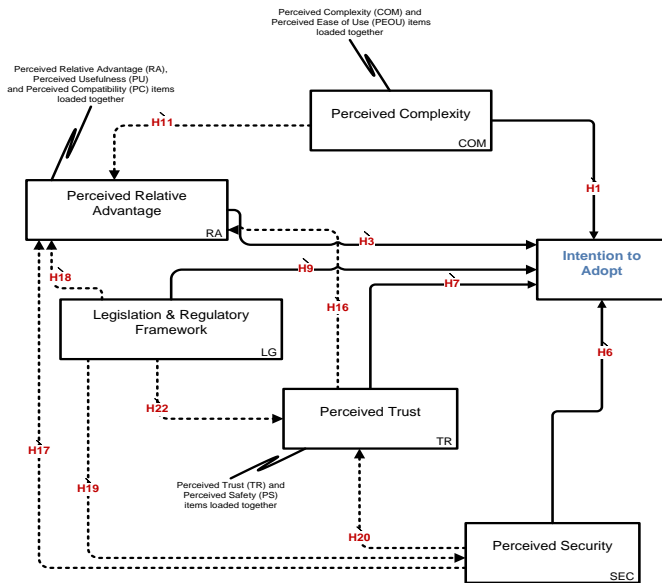 Perceived Complexity (COM) and
Perceived Ease of Use (PEOU) items
loaded together
Perceived Relative Advantage (RA),
Perceived Usefulness (PU)
and Perceived Compatibility (PC) items
loaded together
Perceived Complexity
COM
H11
H1
Perceived Relative
Advantage
RA
H3
Intention to
Adopt
H9
H7
H18
H16
Legislation & Regulatory
Framework
LG
H6
H22
Perceived Trust
TR
H17
H19
Perceived Trust (TR) and
Perceived Safety (PS)
items loaded together
H20
Perceived Security
SEC